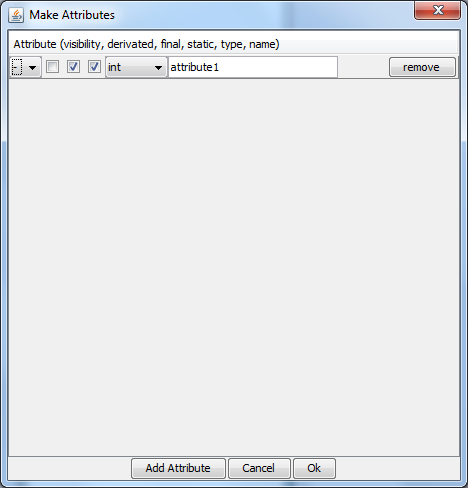 Make Attributes
Attribute (visibility, derivated, final, static, type, name)
- int attribute1 remove
Add Attribute Cancel Ok